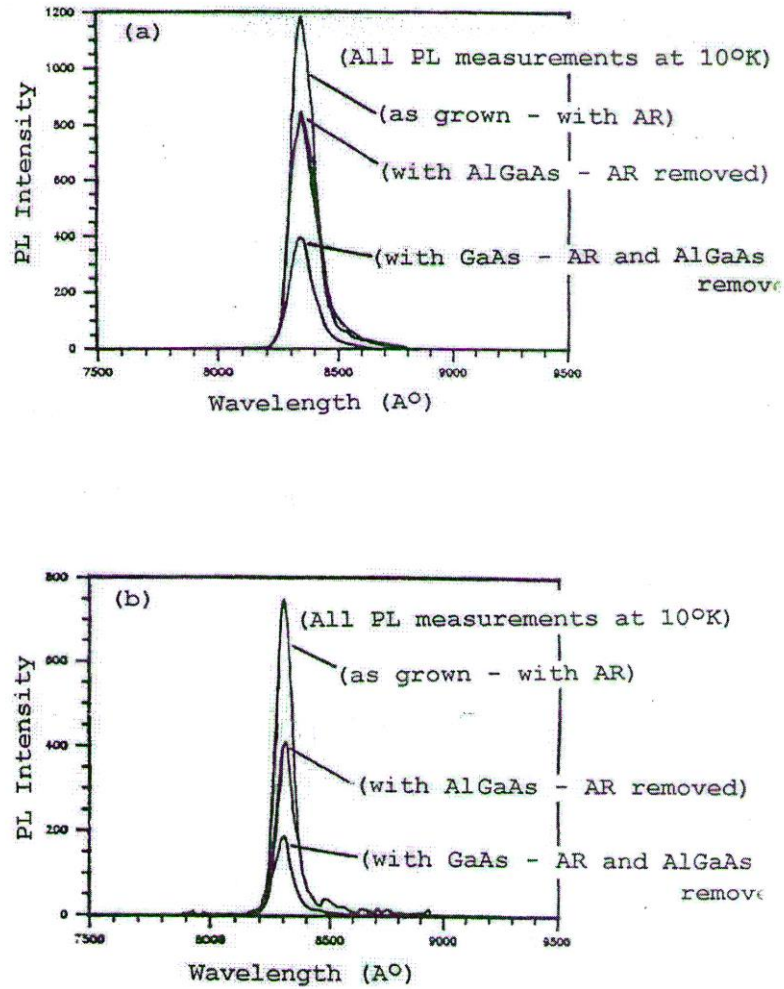 1200
(a)
(All PL measurements at 10OK)
1000
(as grown - with AR)
800
(with AlGaAs - AR removed)
600
400
(with GaAs - AR and AlGaAs
remove
200
0
7500 8000 8500 9000 9500
PL Intensity
Wavelength (AO)
800
(b)
(All PL measurements at 10OK)
600
(as grown - with AR)
400
(with AlGaAs - AR removed)
200
(with GaAs - AR and AlGaAs
remove
0
7500 8000 8500 9000 9500
PL Intensity
Wavelength (AO)